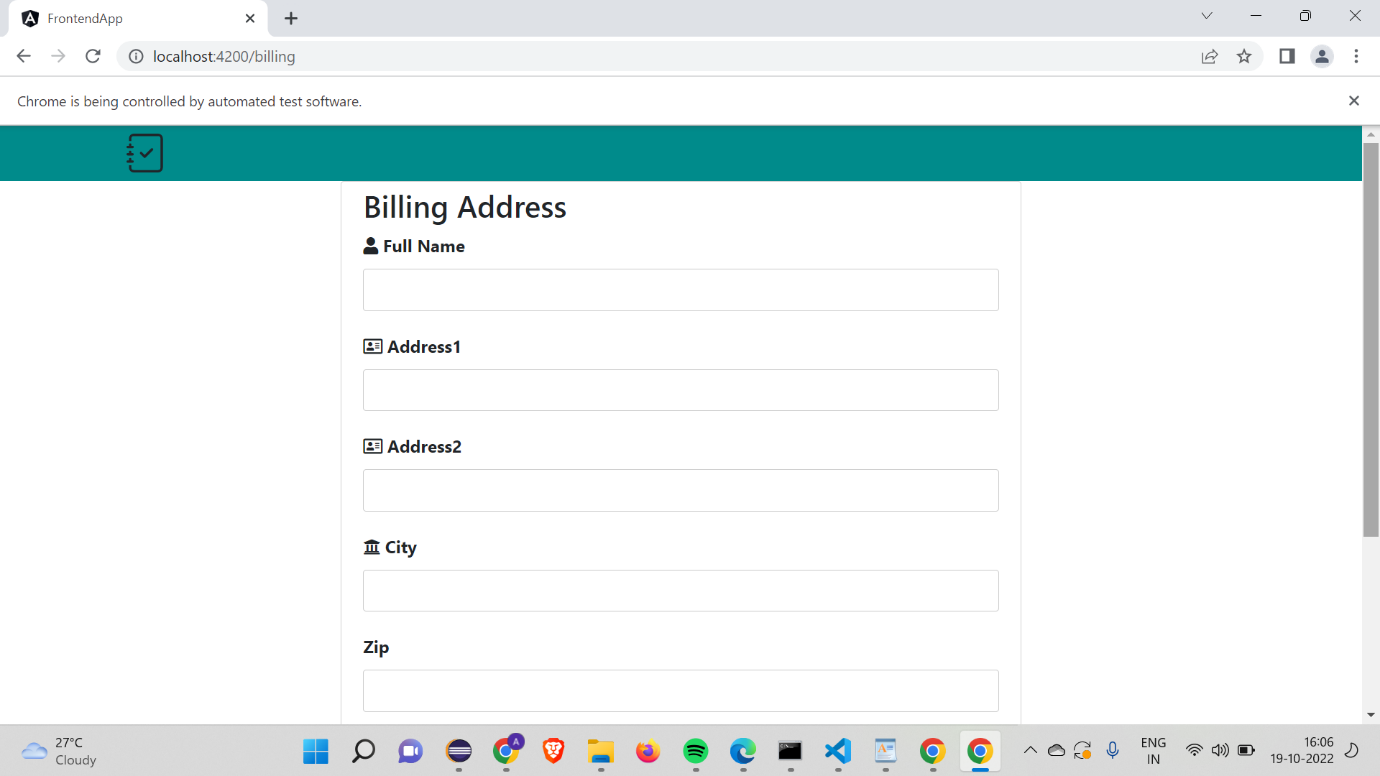 FrontendApp
localhost:4200/billing
Chrome is being controlled by automated test software.
Billing Address
Full Name
Address1
Address2
City
Zip
27°C
Cloudy
A
ENG
IN
16:06
19-10-2022